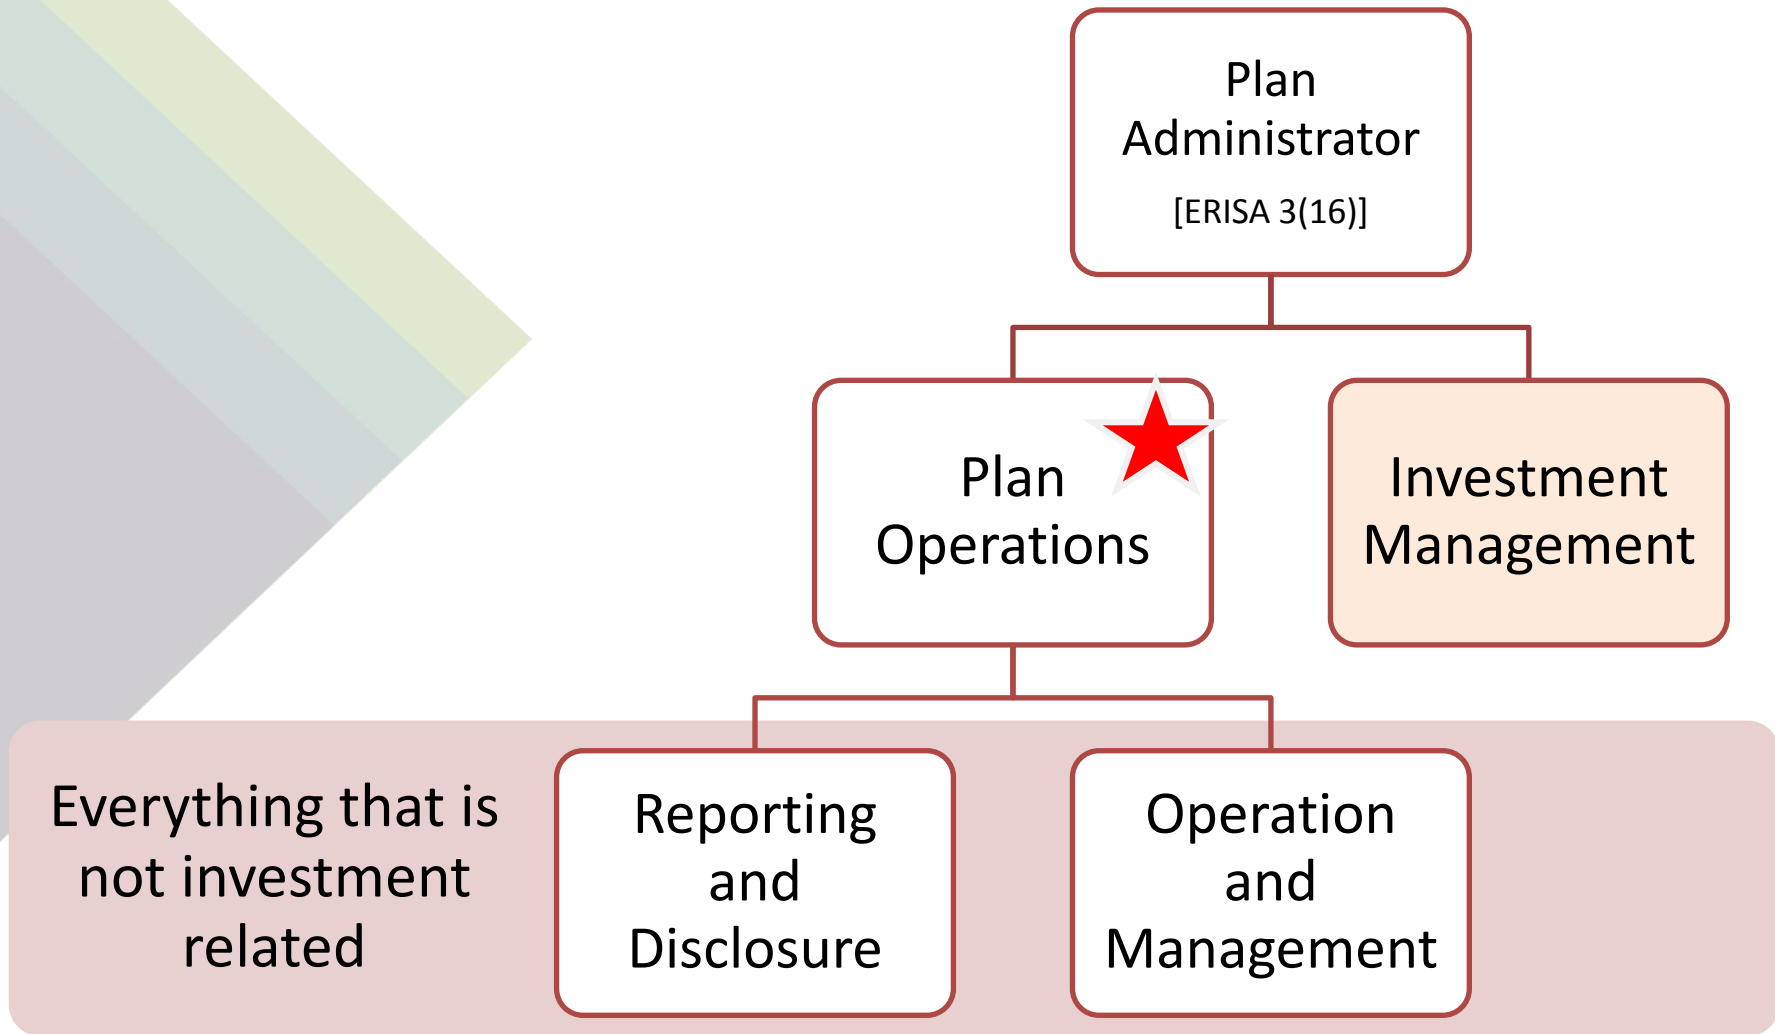 Plan
Administrator
[ERISA 3(16)]
Plan
Operations
Investment
Management
Everything that is
not investment
related
Reporting
and
Disclosure
Operation
and
Management